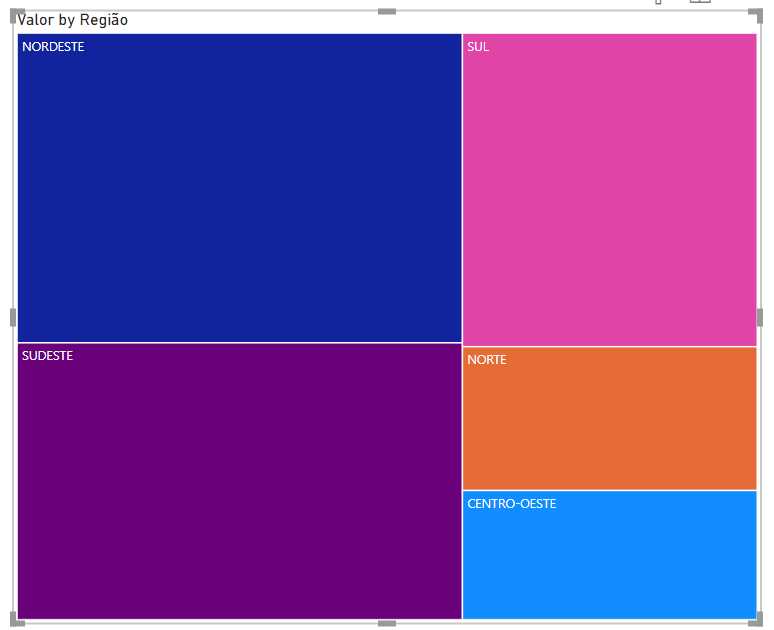 Valor by Região
NORDESTE
SUL
SUDESTE
NORTE
CENTRO-OESTE